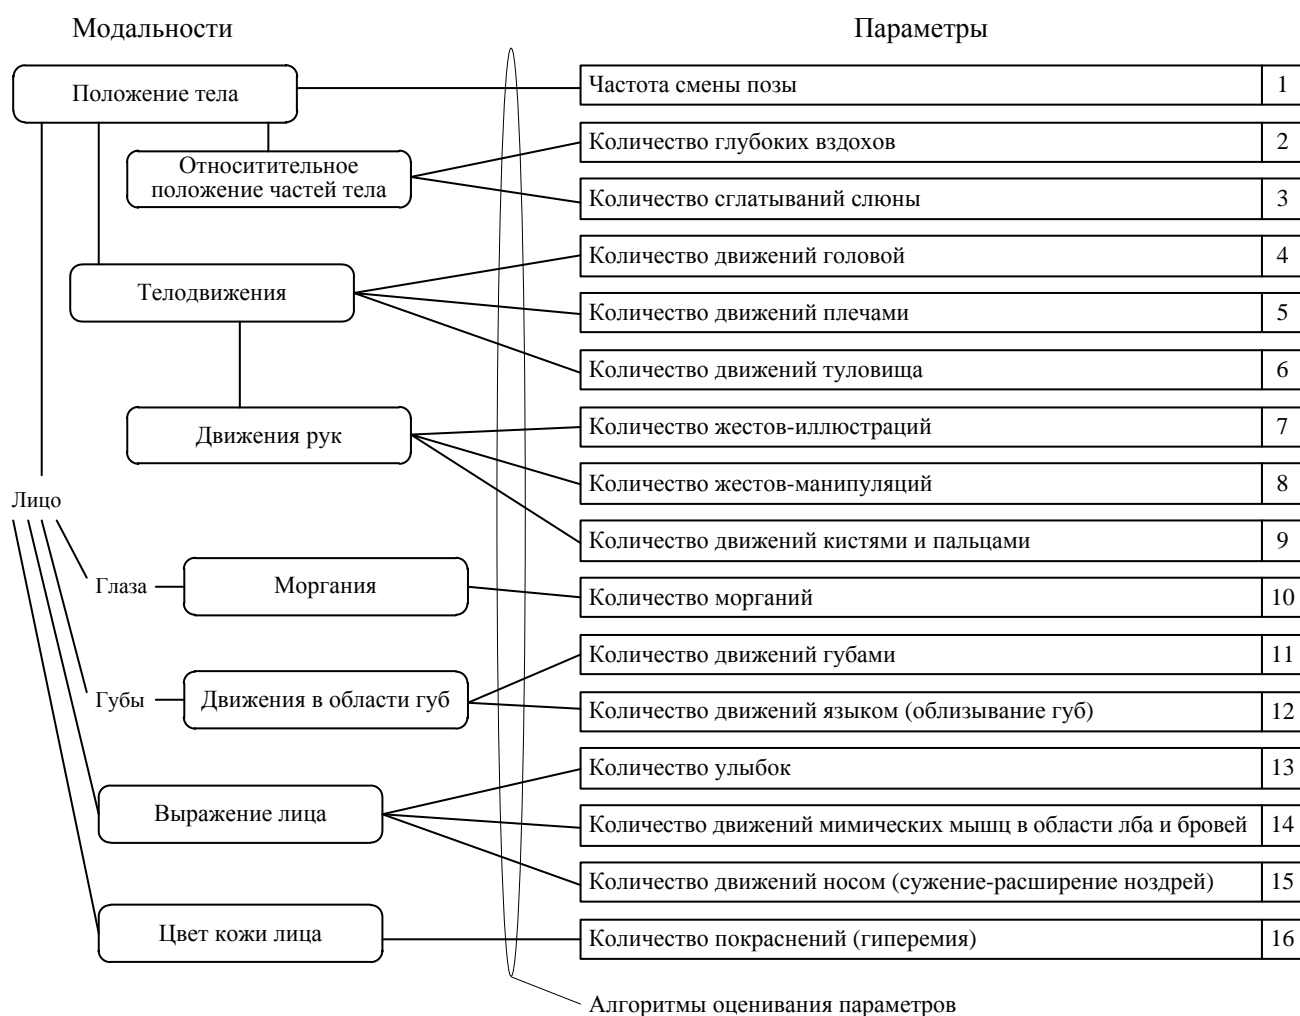 Модальности
Параметры
Положение тела
Частота смены позы 1
Количество глубоких вздохов 2
Относитительное
положение частей тела
Количество сглатываний слюны 3
Количество движений головой 4
Телодвижения
Количество движений плечами 5
Количество движений туловища 6
Движения рук
Количество жестов-иллюстраций 7
Количество жестов-манипуляций 8
Лицо
Количество движений кистями и пальцами 9
Глаза
Моргания
Количество морганий 10
Количество движений губами 11
Губы
Движения в области губ
Количество движений языком (облизывание губ) 12
Количество улыбок 13
Выражение лица
Количество движений мимических мышц в области лба и бровей 14
Количество движений носом (сужение-расширение ноздрей) 15
Цвет кожи лица
Количество покраснений (гиперемия) 16
Алгоритмы оценивания параметров